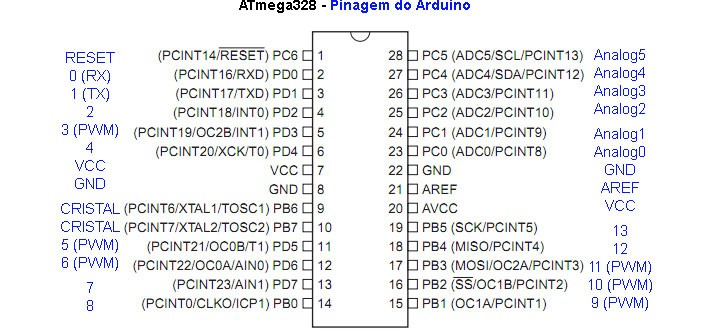 ATmega328 - Pinagem do Arduino
RESET (PCINT14/RESET) PC6 1 28 PC5 (ADC5/SCL/PCINT13) Analog5
0 (RX) (PCINT16/RXD) PD0 2 27 PC4 (ADC4/SDA/PCINT12) Analog4
1 (TX) (PCINT17/TXD) PD1 3 26 PC3 (ADC3/PCINT11) Analog3
2 (PCINT18/INT0) PD2 4 25 PC2 (ADC2/PCINT10) Analog2
3 (PWM) (PCINT19/OC2B/INT1) PD3 5 24 PC1 (ADC1/PCINT9) Analog1
4 (PCINT20/XCK/T0) PD4 6 23 PC0 (ADC0/PCINT8) Analog0
VCC VCC 7 22 GND GND
GND GND 8 21 AREF AREF
CRISTAL (PCINT6/XTAL1/TOSC1) PB6 9 20 AVCC VCC
CRISTAL (PCINT7/XTAL2/TOSC2) PB7 10 19 PB5 (SCK/PCINT5) 13
5 (PWM) (PCINT21/OC0B/T1) PD5 11 18 PB4 (MISO/PCINT4) 12
6 (PWM) (PCINT22/OC0A/AIN0) PD6 12 17 PB3 (MOSI/OC2A/PCINT3) 11 (PWM)
7 (PCINT23/AIN1) PD7 13 16 PB2 (SS/OC1B/PCINT2) 10 (PWM)
8 (PCINT0/CLKO/ICP1) PB0 14 15 PB1 (OC1A/PCINT1) 9 (PWM)